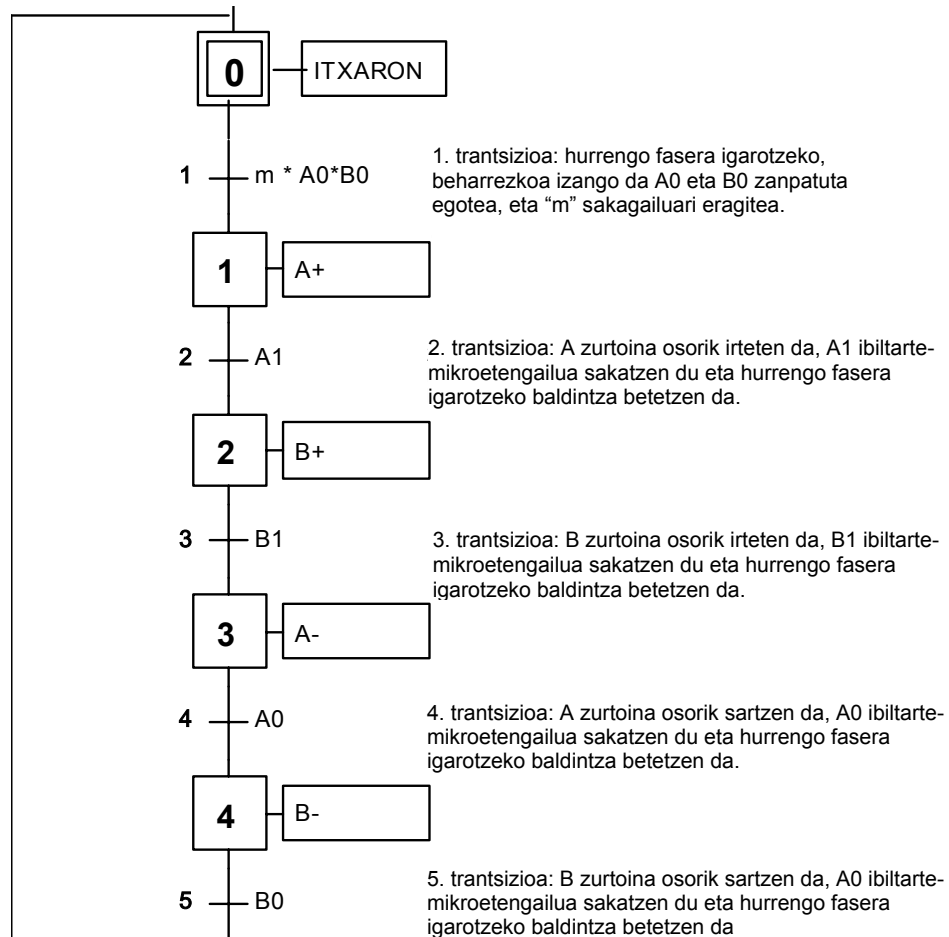 0
ITXARON
1 m * A0*B0
1. trantsizioa: hurrengo fasera igarotzeko,
beharrezkoa izango da A0 eta B0 zanpatuta
egotea, eta “m” sakagailuari eragitea.
1
A+
2 A1
2. trantsizioa: A zurtoina osorik irteten da, A1 ibiltarte-
mikroetengailua sakatzen du eta hurrengo fasera
igarotzeko baldintza betetzen da.
2
B+
3 B1
3. trantsizioa: B zurtoina osorik irteten da, B1 ibiltarte-
mikroetengailua sakatzen du eta hurrengo fasera
igarotzeko baldintza betetzen da.
3
A-
4 A0
4. trantsizioa: A zurtoina osorik sartzen da, A0 ibiltarte-
mikroetengailua sakatzen du eta hurrengo fasera
igarotzeko baldintza betetzen da.
4
B-
5 B0
5. trantsizioa: B zurtoina osorik sartzen da, A0 ibiltarte-
mikroetengailua sakatzen du eta hurrengo fasera
igarotzeko baldintza betetzen da